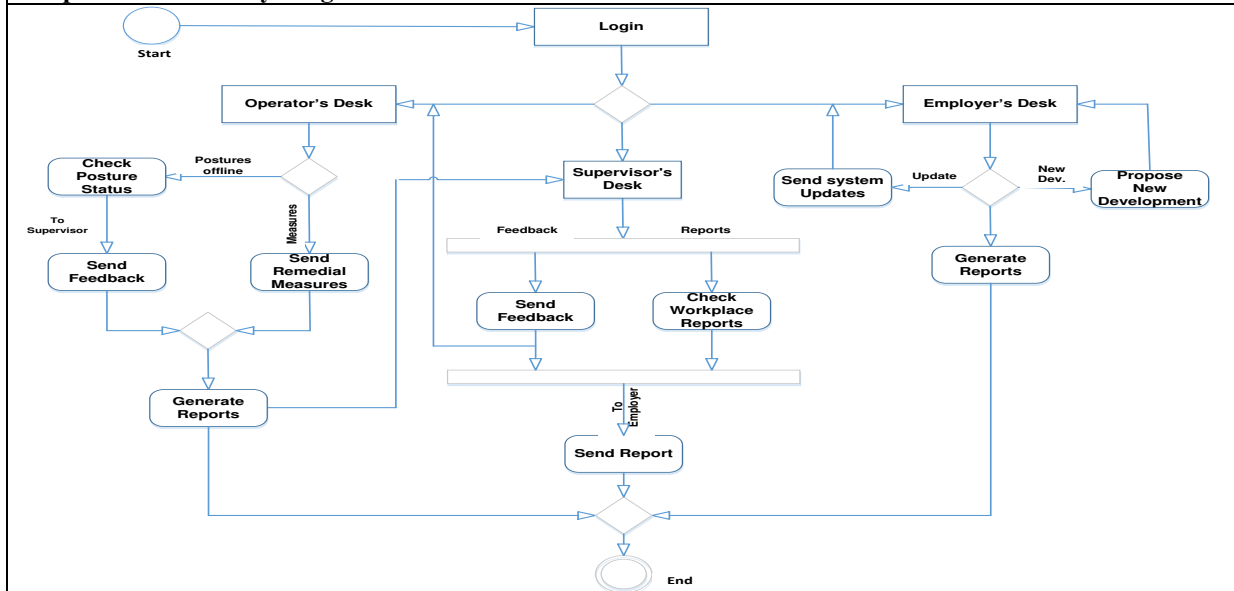 Login
Start
Operator's Desk
Employer's Desk
Postures
offline
Check
Posture
Status
Supervisor's
Desk
Send system
Updates
Update
New
Dev.
Propose
New
Development
To
Supervisor
Measures
Feedback
Reports
Send
Feedback
Send
Remedial
Measures
Generate
Reports
Send
Feedback
Check
Workplace
Reports
Generate
Reports
To
Employer
Send Report
End